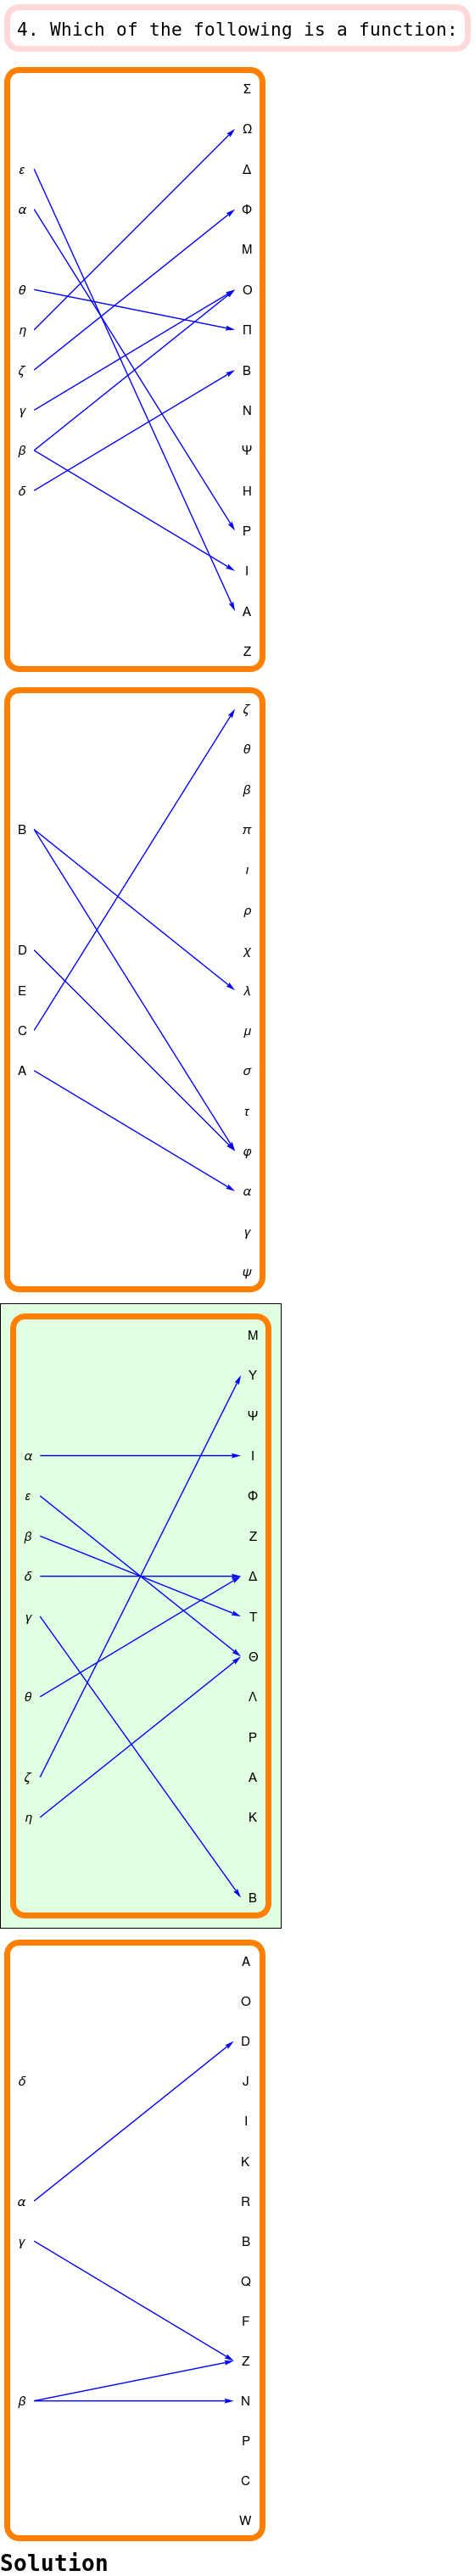 4. Which of the following is a function:
Σ
Ω
ε Δ
α Φ
Μ
θ Ο
η Π
ζ Β
γ Ν
β Ψ
δ Η
Ρ
Ι
Α
Ζ
ζ
θ
β
B π
ι
ρ
D χ
E λ
C μ
A σ
τ
φ
α
γ
ψ
Μ
Υ
Ψ
α Ι
ε Φ
β Ζ
δ Δ
γ Τ
Θ
θ Λ
Ρ
ζ Α
η Κ
Β
A
O
D
δ J
I
K
α R
γ B
Q
F
Z
β N
P
C
W
Solution